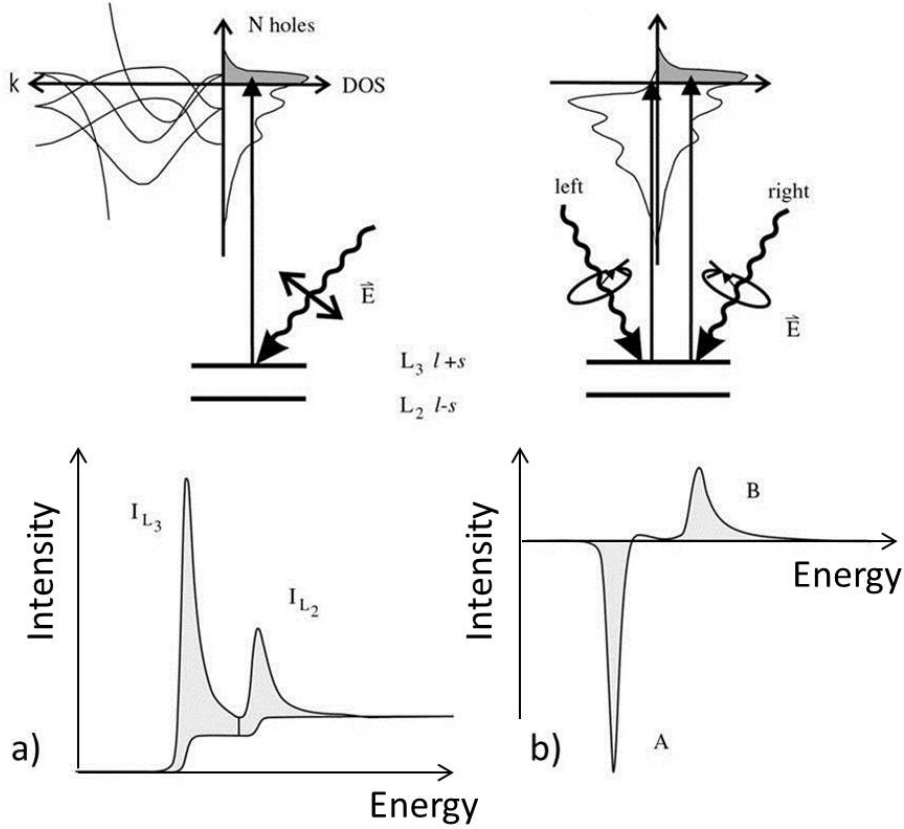 N holes
k
DOS
E
L3 l+s
L2 l-s
left
right
E
Intensity
IL3
IL2
a)
Energy
Intensity
B
Energy
A
b)